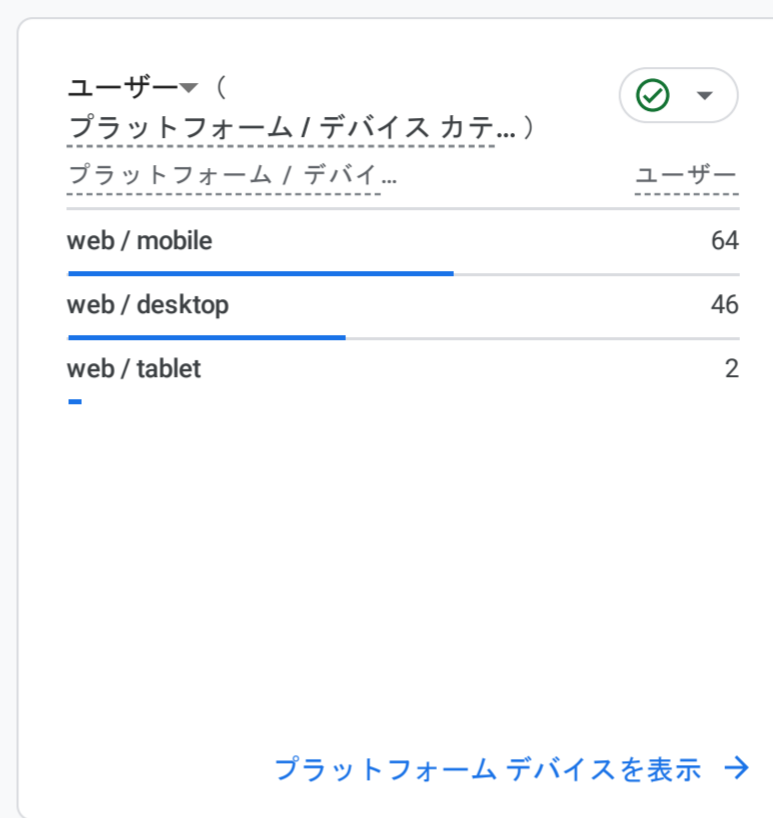 ユーザー (
プラットフォーム / デバイス カテ... )
プラットフォーム / デバイ... ユーザー
web / mobile 64
web / desktop 46
web / tablet 2
プラットフォーム デバイスを表示 →